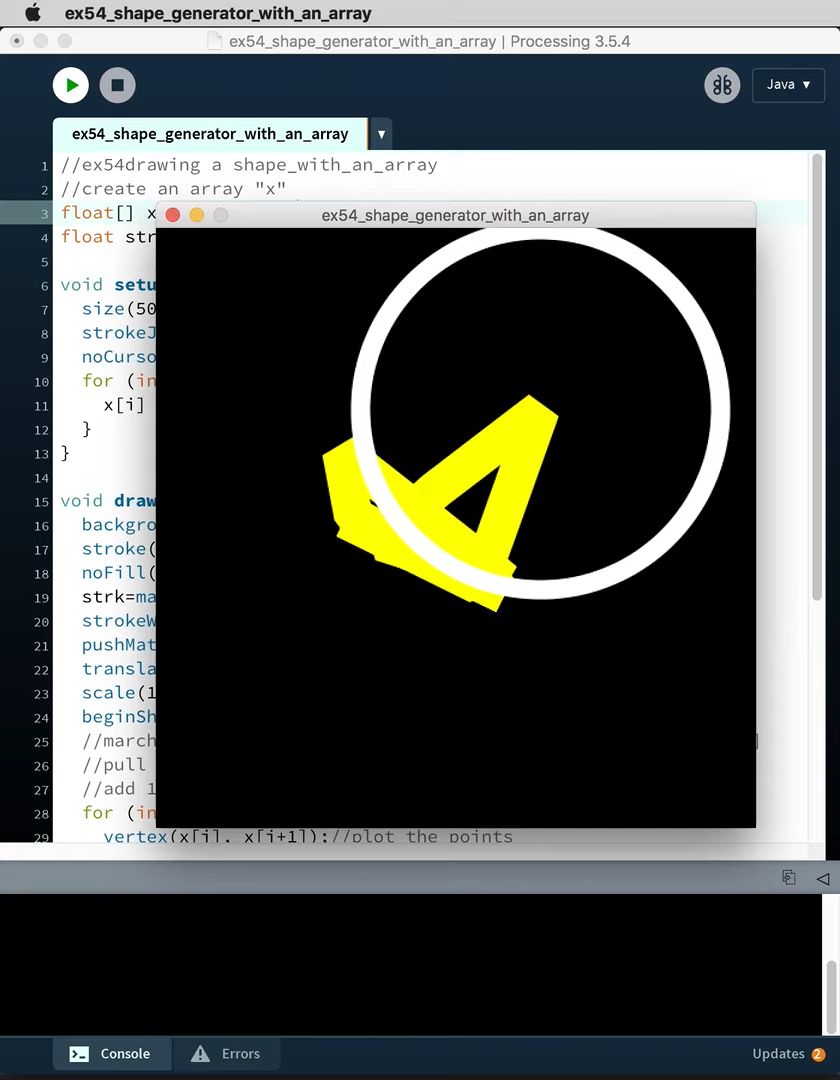 ex54_shape_generator_with_an_array
ex54_shape_generator_with_an_array | Processing 3.5.4
Java ▼
ex54_shape_generator_with_an_array ▼
1 //ex54drawing a shape_with_an_array
2 //create an array "x"
3 float[] x
ex54_shape_generator_with_an_array
4 float str
5
6 void setu
7 size(50
8 strokeJ
9 noCurso
10 for (in
11 x[i]
12 }
13 }
14
15 void draw
16 backgro
17 stroke(
18 noFill(
19 strk=ma
20 strokeW
21 pushMat
22 transla
23 scale(1
24 beginSh
25 //march
26 //pull
27 //add 1
28 for (in
29 vertex(x[i], x[i+1]);//plot the points
Console
Errors
Updates 2